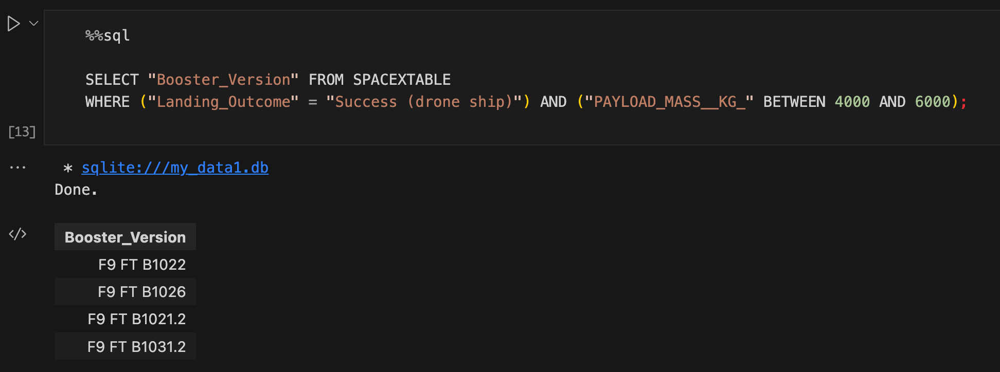 %%sql
SELECT "Booster_Version" FROM SPACEXTABLE
WHERE ("Landing_Outcome" = "Success (drone ship)") AND ("PAYLOAD_MASS__KG_" BETWEEN 4000 AND 6000);
[13]
* sqlite:///my_data1.db
Done.
Booster_Version
F9 FT B1022
F9 FT B1026
F9 FT B1021.2
F9 FT B1031.2